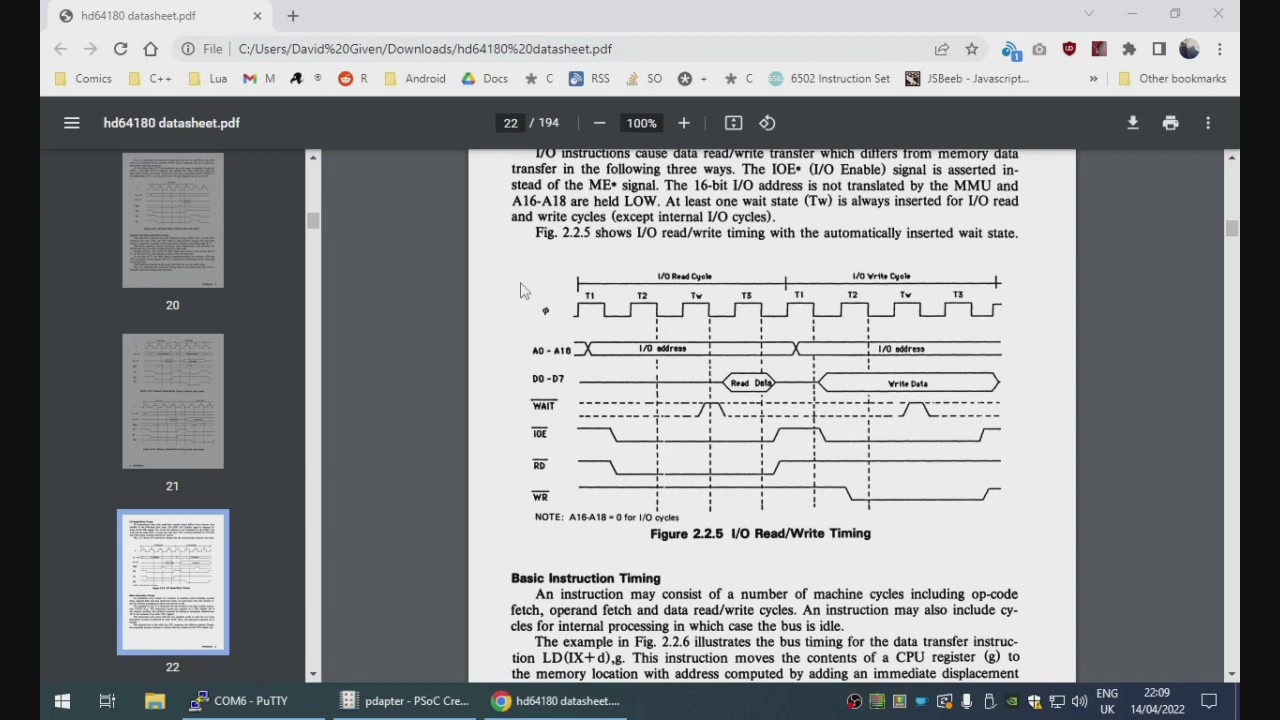 hd64180 datasheet.pdf
File
C:/Users/David%20Given/Downloads/hd64180%20datasheet.pdf
1
Comics
C++
Lua
M
®
R
Android
Docs
C
RSS
SO
+
C
6502 Instruction Set
JSBeeb - Javascript...
»
Other bookmarks
hd64180 datasheet.pdf
22 / 194
100%
20
21
22
I/O instructions cause data read/write transfer which differs from memory data
transfer in the following three ways. The IOE* (I/O Enable) signal is asserted in-
stead of the ME* signal. The 16-bit I/O address is not translated by the MMU and
A16-A18 are held LOW. At least one wait state (Tw) is always inserted for I/O read
and write cycles (except internal I/O cycles).
Fig. 2.2.5 shows I/O read/write timing with the automatically inserted wait state.
I/O Read Cycle I/O Write Cycle
T1 T2 Tw T3 T1 T2 Tw T3
φ
A0 - A18 I/O address I/O address
D0 - D7 Read Data Write Data
WAIT
IOE
RD
WR
NOTE: A16-A18 = 0 for I/O cycles
Figure 2.2.5 I/O Read/Write Timing
Basic Instruction Timing
An instruction may consist of a number of machine cycles including op-code
fetch, operand fetch and data read/write cycles. An instruction may also include cy-
cles for internal processing in which case the bus is idle.
The example in Fig. 2.2.6 illustrates the bus timing for the data transfer instruc-
tion LD(IX+d),g. This instruction moves the contents of a CPU register (g) to
the memory location with address computed by adding an immediate displacement
COM6 - PuTTY
pdapter - PSoC Cre...
hd64180 datasheet....
ENG
UK
22:09
14/04/2022